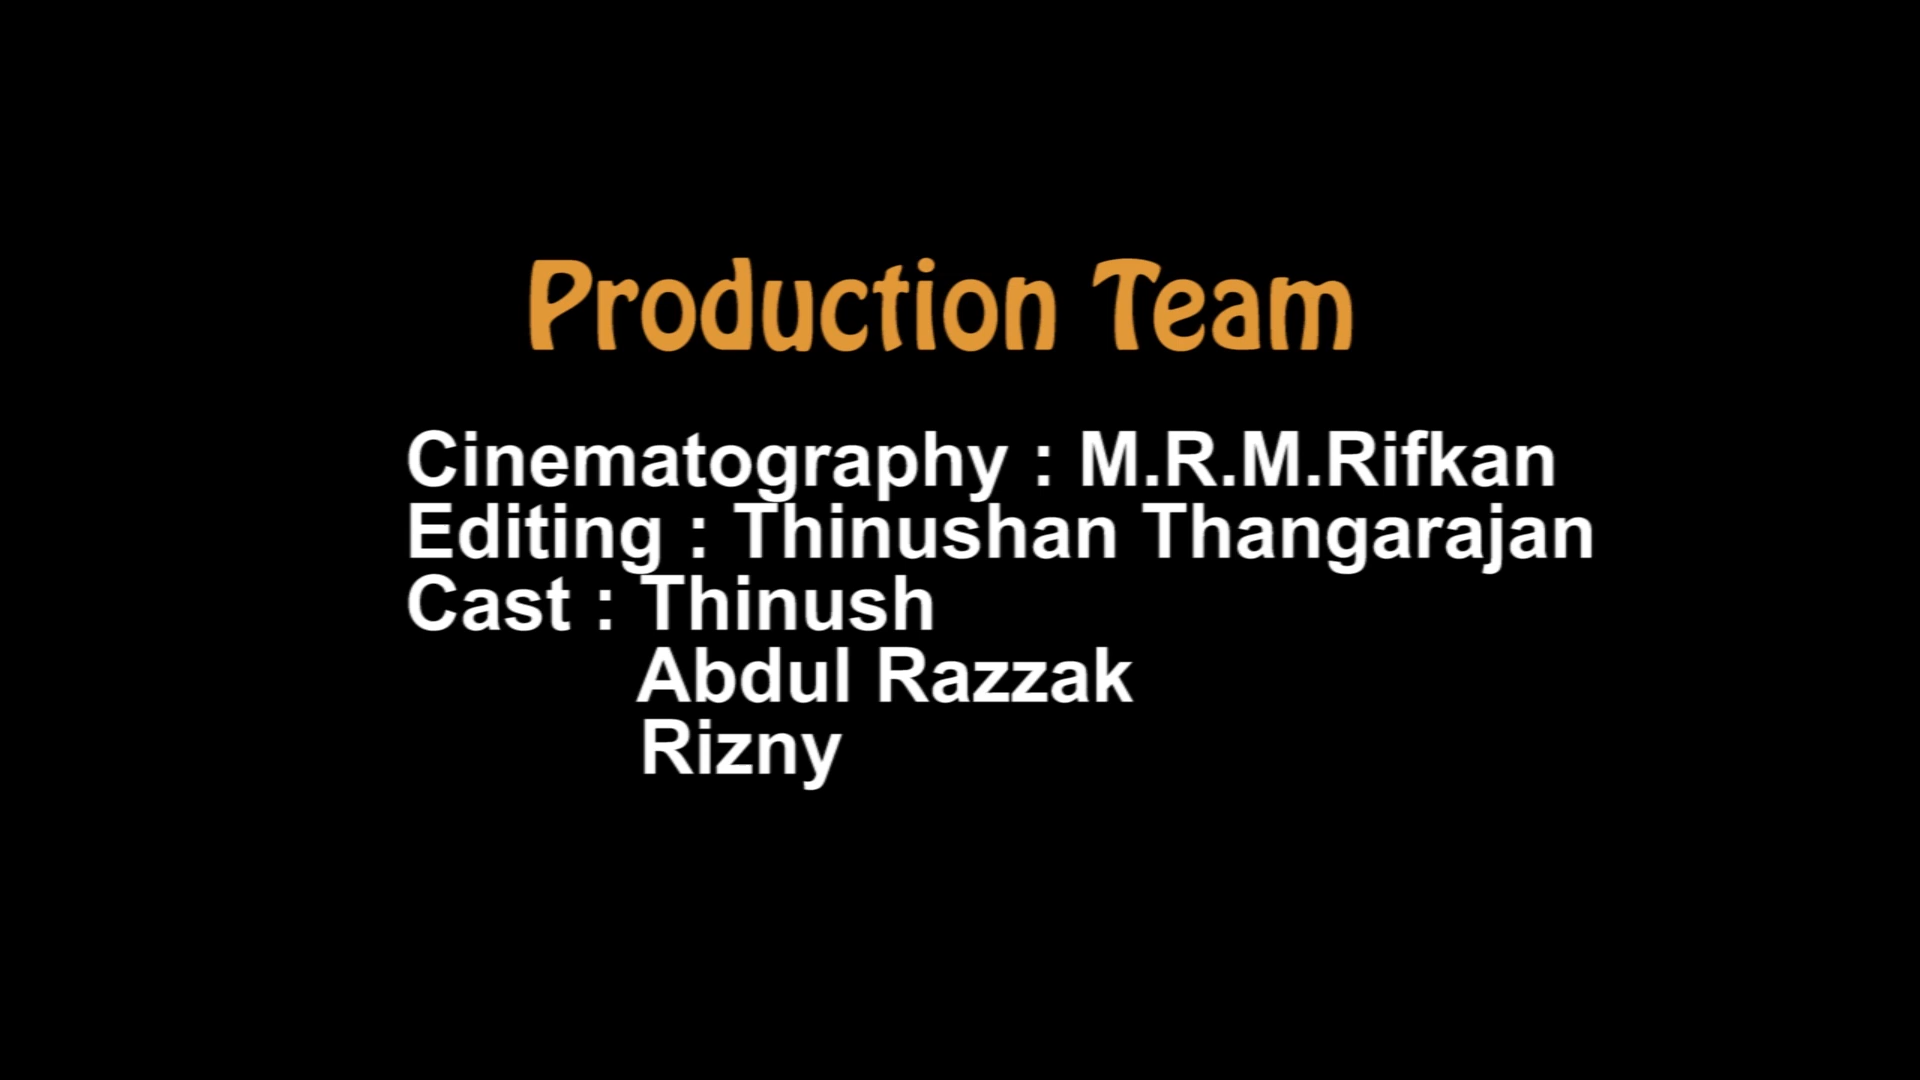 Production Team
Cinematography : M.R.M.Rifkan
Editing : Thinushan Thangarajan
Cast : Thinush
Abdul Razzak
Rizny